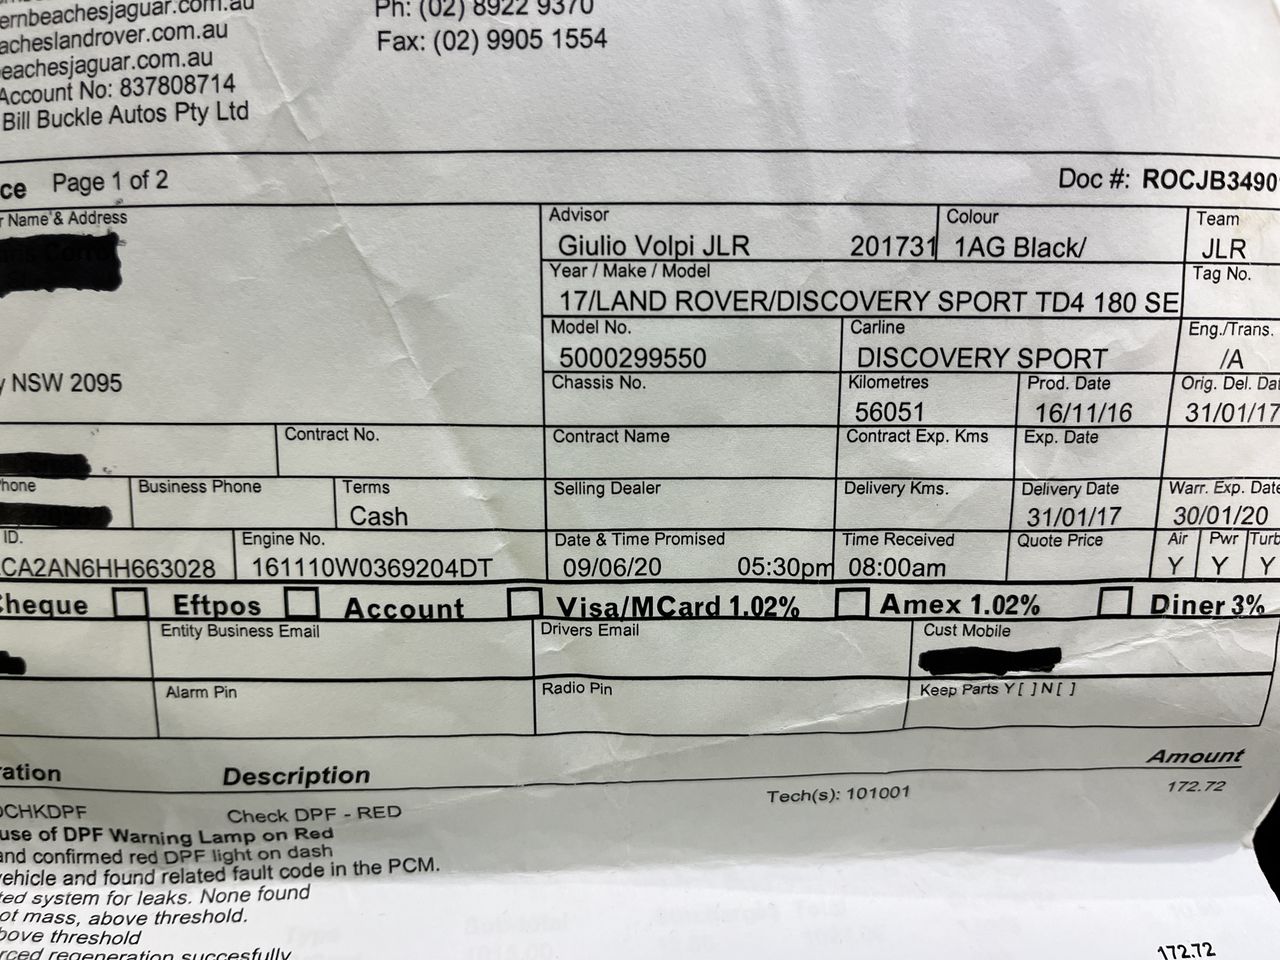 ernbeachesjaguar.com.au
acheslandrover.com.au
eachesjaguar.com.au
Account No: 837808714
Bill Buckle Autos Pty Ltd
Ph: (02) 8922 9370
Fax: (02) 9905 1554
ce Page 1 of 2 Doc #: ROCJB3490
r Name & Address
Advisor Colour Team
Giulio Volpi JLR 201731 1AG Black/ JLR
Year / Make / Model Tag No.
17/LAND ROVER/DISCOVERY SPORT TD4 180 SE
Model No. Carline Eng./Trans.
5000299550 DISCOVERY SPORT /A
y NSW 2095
Chassis No. Kilometres Prod. Date Orig. Del. Dat
56051 16/11/16 31/01/17
Contract No. Contract Name Contract Exp. Kms Exp. Date
hone Business Phone Terms Selling Dealer Delivery Kms. Delivery Date Warr. Exp. Date
Cash 31/01/17 30/01/20
ID. Engine No. Date & Time Promised Time Received Quote Price Air Pwr Turb
CA2AN6HH663028 161110W0369204DT 09/06/20 05:30pm 08:00am Y Y Y
Cheque Eftpos Account Visa/MCard 1.02% Amex 1.02% Diner 3%
Entity Business Email Drivers Email Cust Mobile
Alarm Pin Radio Pin Keep Parts Y [ ] N [ ]
ration Description Amount
OCHKDPF Check DPF - RED Tech(s): 101001 172.72
use of DPF Warning Lamp on Red
and confirmed red DPF light on dash
vehicle and found related fault code in the PCM.
ted system for leaks. None found
ot mass, above threshold.
bove threshold
rced regeneration succesfully
172.72